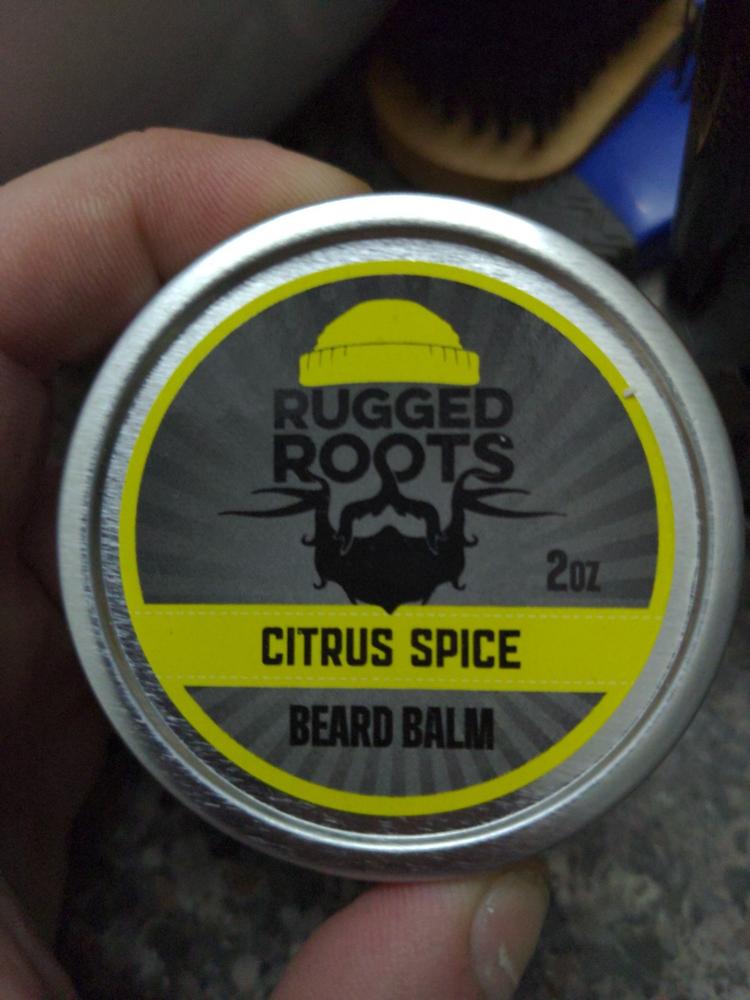 RUGGED
ROOTS
2OZ
CITRUS SPICE
BEARD BALM